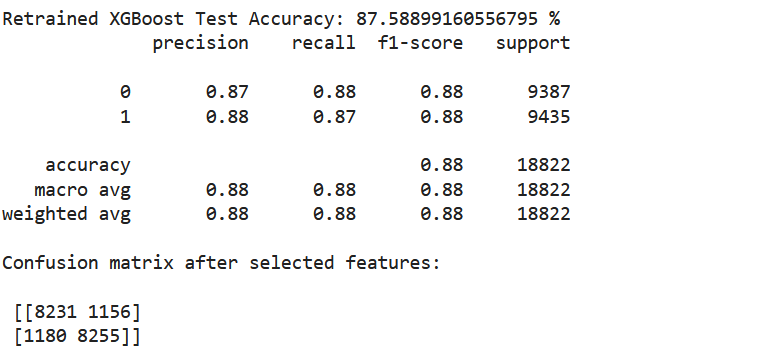 Retrained XGBoost Test Accuracy: 87.58899160556795 %
precision recall f1-score support
0 0.87 0.88 0.88 9387
1 0.88 0.87 0.88 9435
accuracy 0.88 18822
macro avg 0.88 0.88 0.88 18822
weighted avg 0.88 0.88 0.88 18822
Confusion matrix after selected features:
[[8231 1156]
[1180 8255]]